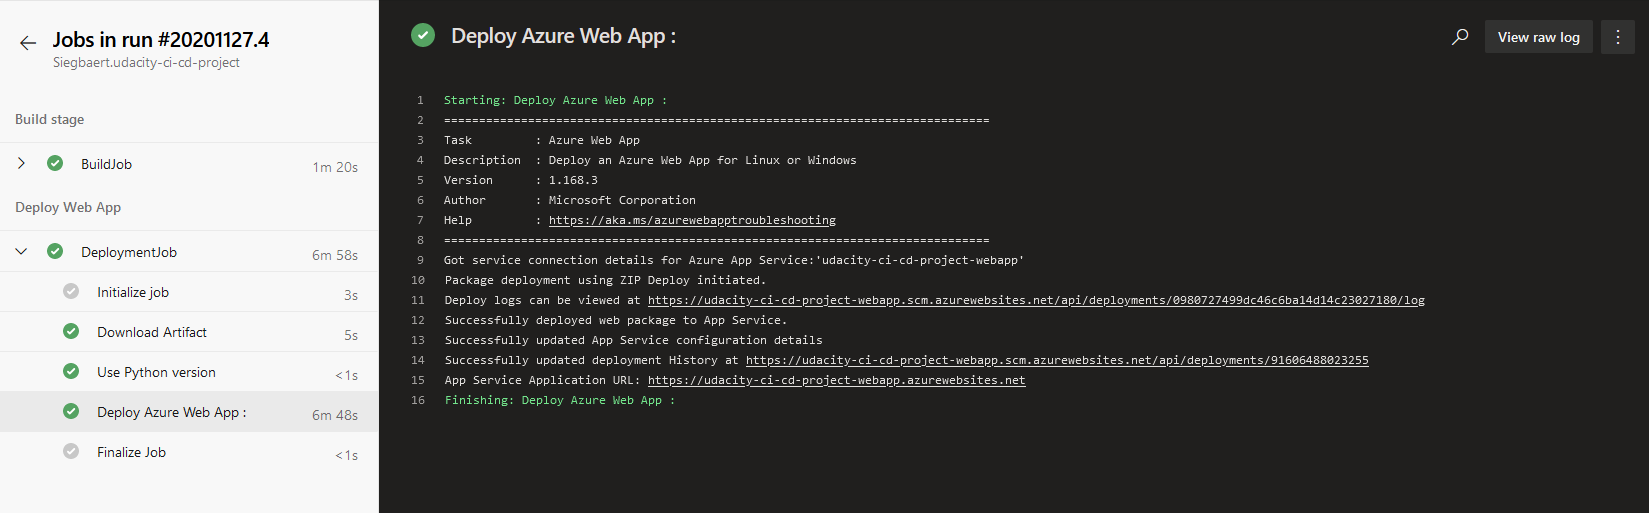 Jobs in run #20201127.4
Siegbaert.udacity-ci-cd-project
Build stage
BuildJob 1m 20s
Deploy Web App
DeploymentJob 6m 58s
Initialize job 3s
Download Artifact 5s
Use Python version <1s
Deploy Azure Web App : 6m 48s
Finalize Job <1s
Deploy Azure Web App :
View raw log
1 Starting: Deploy Azure Web App :
2 ==============================================================================
3 Task         : Azure Web App
4 Description  : Deploy an Azure Web App for Linux or Windows
5 Version      : 1.168.3
6 Author       : Microsoft Corporation
7 Help         : https://aka.ms/azurewebapptroubleshooting
8 ==============================================================================
9 Got service connection details for Azure App Service:'udacity-ci-cd-project-webapp'
10 Package deployment using ZIP Deploy initiated.
11 Deploy logs can be viewed at https://udacity-ci-cd-project-webapp.scm.azurewebsites.net/api/deployments/0980727499dc46c6ba14d14c23027180/log
12 Successfully deployed web package to App Service.
13 Successfully updated App Service configuration details
14 Successfully updated deployment History at https://udacity-ci-cd-project-webapp.scm.azurewebsites.net/api/deployments/91606488023255
15 App Service Application URL: https://udacity-ci-cd-project-webapp.azurewebsites.net
16 Finishing: Deploy Azure Web App :